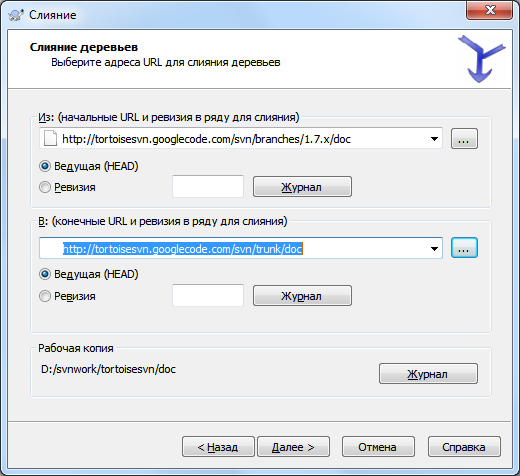 Слияние
Слияние деревьев
Выберите адреса URL для слияния деревьев
Из: (начальные URL и ревизия в ряду для слияния)
http://tortoisesvn.googlecode.com/svn/branches/1.7.x/doc
...
Ведущая (HEAD)
Ревизия
Журнал
В: (конечные URL и ревизия в ряду для слияния)
http://tortoisesvn.googlecode.com/svn/trunk/doc
...
Ведущая (HEAD)
Ревизия
Журнал
Рабочая копия
D:/svnwork/tortoisesvn/doc
Журнал
< Назад Далее > Отмена Справка